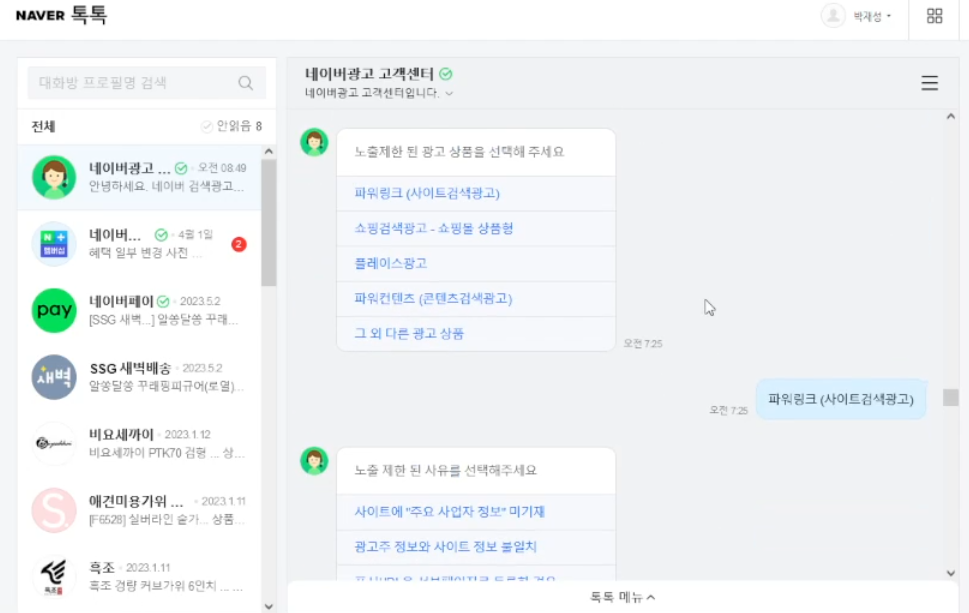 NAVER 톡톡
박재성
대화방 프로필명 검색
전체
안읽음 8
네이버광고 ... 오전 08:49
안녕하세요. 네이버 검색광고...
네이버... 4월 1일
혜택 일부 변경 사전 ...
2
N +
멤버십
네이버페이 2023.5.2
[SSG 새벽...] 알쏭달쏭 꾸래...
pay
SSG 새벽배송 2023.5.2
알쏭달쏭 꾸래핑피규어(로열)...
새벽
비요세까이 2023.1.12
비요세까이 PTK70 검형 ... 상...
애견미용가위 ... 2023.1.11
[F6528] 실버라인 숱가... 상품...
S
흑조 2023.1.11
흑조 경량 커브가위 6인치 ... ...
흑조
네이버광고 고객센터
네이버광고 고객센터입니다.
노출제한 된 광고 상품을 선택해 주세요
파워링크 (사이트검색광고)
쇼핑검색광고 - 쇼핑몰 상품형
플레이스광고
파워컨텐츠 (콘텐츠검색광고)
그 외 다른 광고 상품
오전 7:25
오전 7:25
파워링크 (사이트검색광고)
노출 제한 된 사유를 선택해주세요
사이트에 "주요 사업자 정보" 미기재
광고주 정보와 사이트 정보 불일치
톡톡 메뉴